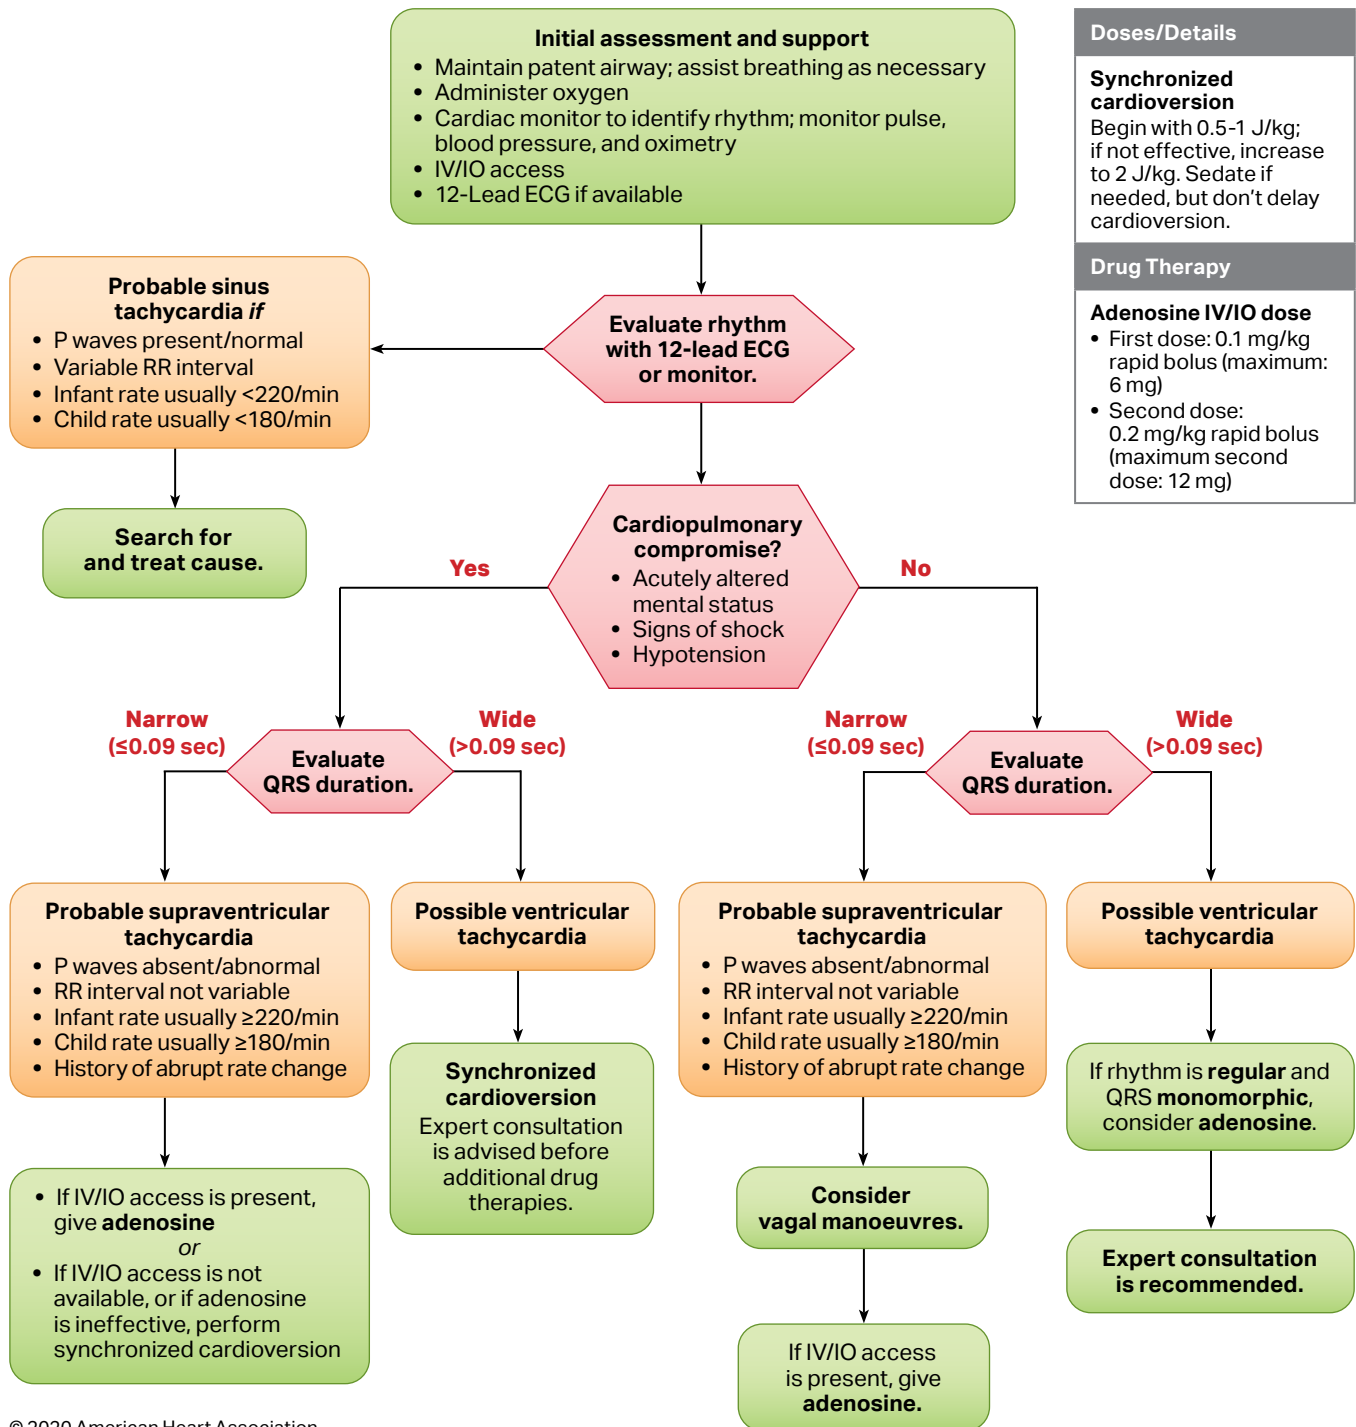 Initial assessment and support
• Maintain patent airway; assist breathing as necessary
• Administer oxygen
• Cardiac monitor to identify rhythm; monitor pulse,
blood pressure, and oximetry
• IV/IO access
• 12-Lead ECG if available
Doses/Details
Synchronized
cardioversion
Begin with 0.5-1 J/kg;
if not effective, increase
to 2 J/kg. Sedate if
needed, but don't delay
cardioversion.
Drug Therapy
Adenosine IV/IO dose
• First dose: 0.1 mg/kg
rapid bolus (maximum:
6 mg)
• Second dose:
0.2 mg/kg rapid bolus
(maximum second
dose: 12 mg)
Probable sinus
tachycardia if
• P waves present/normal
• Variable RR interval
• Infant rate usually <220/min
• Child rate usually <180/min
Evaluate rhythm
with 12-lead ECG
or monitor.
Search for
and treat cause.
Cardiopulmonary
compromise?
• Acutely altered
mental status
• Signs of shock
• Hypotension
Yes
No
Narrow
(≤0.09 sec)
Evaluate
QRS duration.
Wide
(>0.09 sec)
Narrow
(≤0.09 sec)
Evaluate
QRS duration.
Wide
(>0.09 sec)
Probable supraventricular
tachycardia
• P waves absent/abnormal
• RR interval not variable
• Infant rate usually ≥220/min
• Child rate usually ≥180/min
• History of abrupt rate change
Possible ventricular
tachycardia
Probable supraventricular
tachycardia
• P waves absent/abnormal
• RR interval not variable
• Infant rate usually ≥220/min
• Child rate usually ≥180/min
• History of abrupt rate change
Possible ventricular
tachycardia
• If IV/IO access is present,
give adenosine
or
• If IV/IO access is not
available, or if adenosine
is ineffective, perform
synchronized cardioversion
Synchronized
cardioversion
Expert consultation
is advised before
additional drug
therapies.
Consider
vagal manoeuvres.
If IV/IO access
is present, give
adenosine.
If rhythm is regular and
QRS monomorphic,
consider adenosine.
Expert consultation
is recommended.
© 2020 American Heart Association